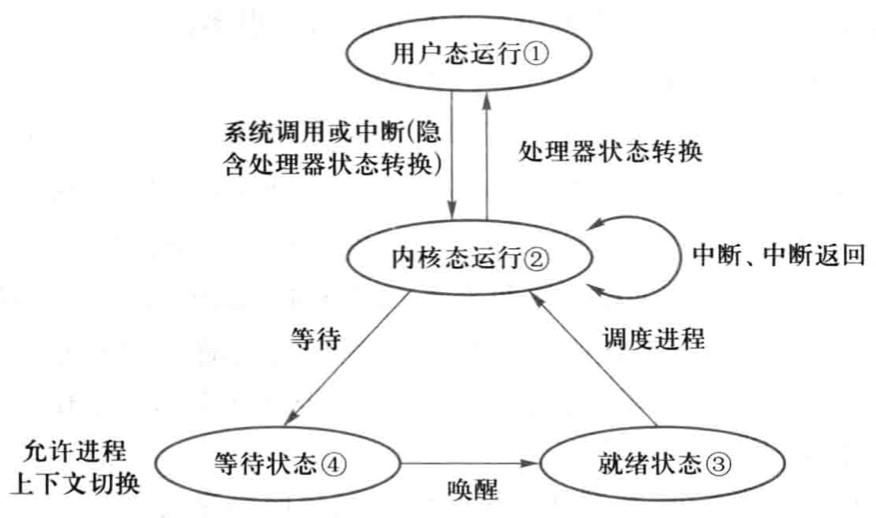 用户态运行①
系统调用或中断(隐
含处理器状态转换)
处理器状态转换
内核态运行②
中断、中断返回
等待
调度进程
允许进程
上下文切换
等待状态④
唤醒
就绪状态③